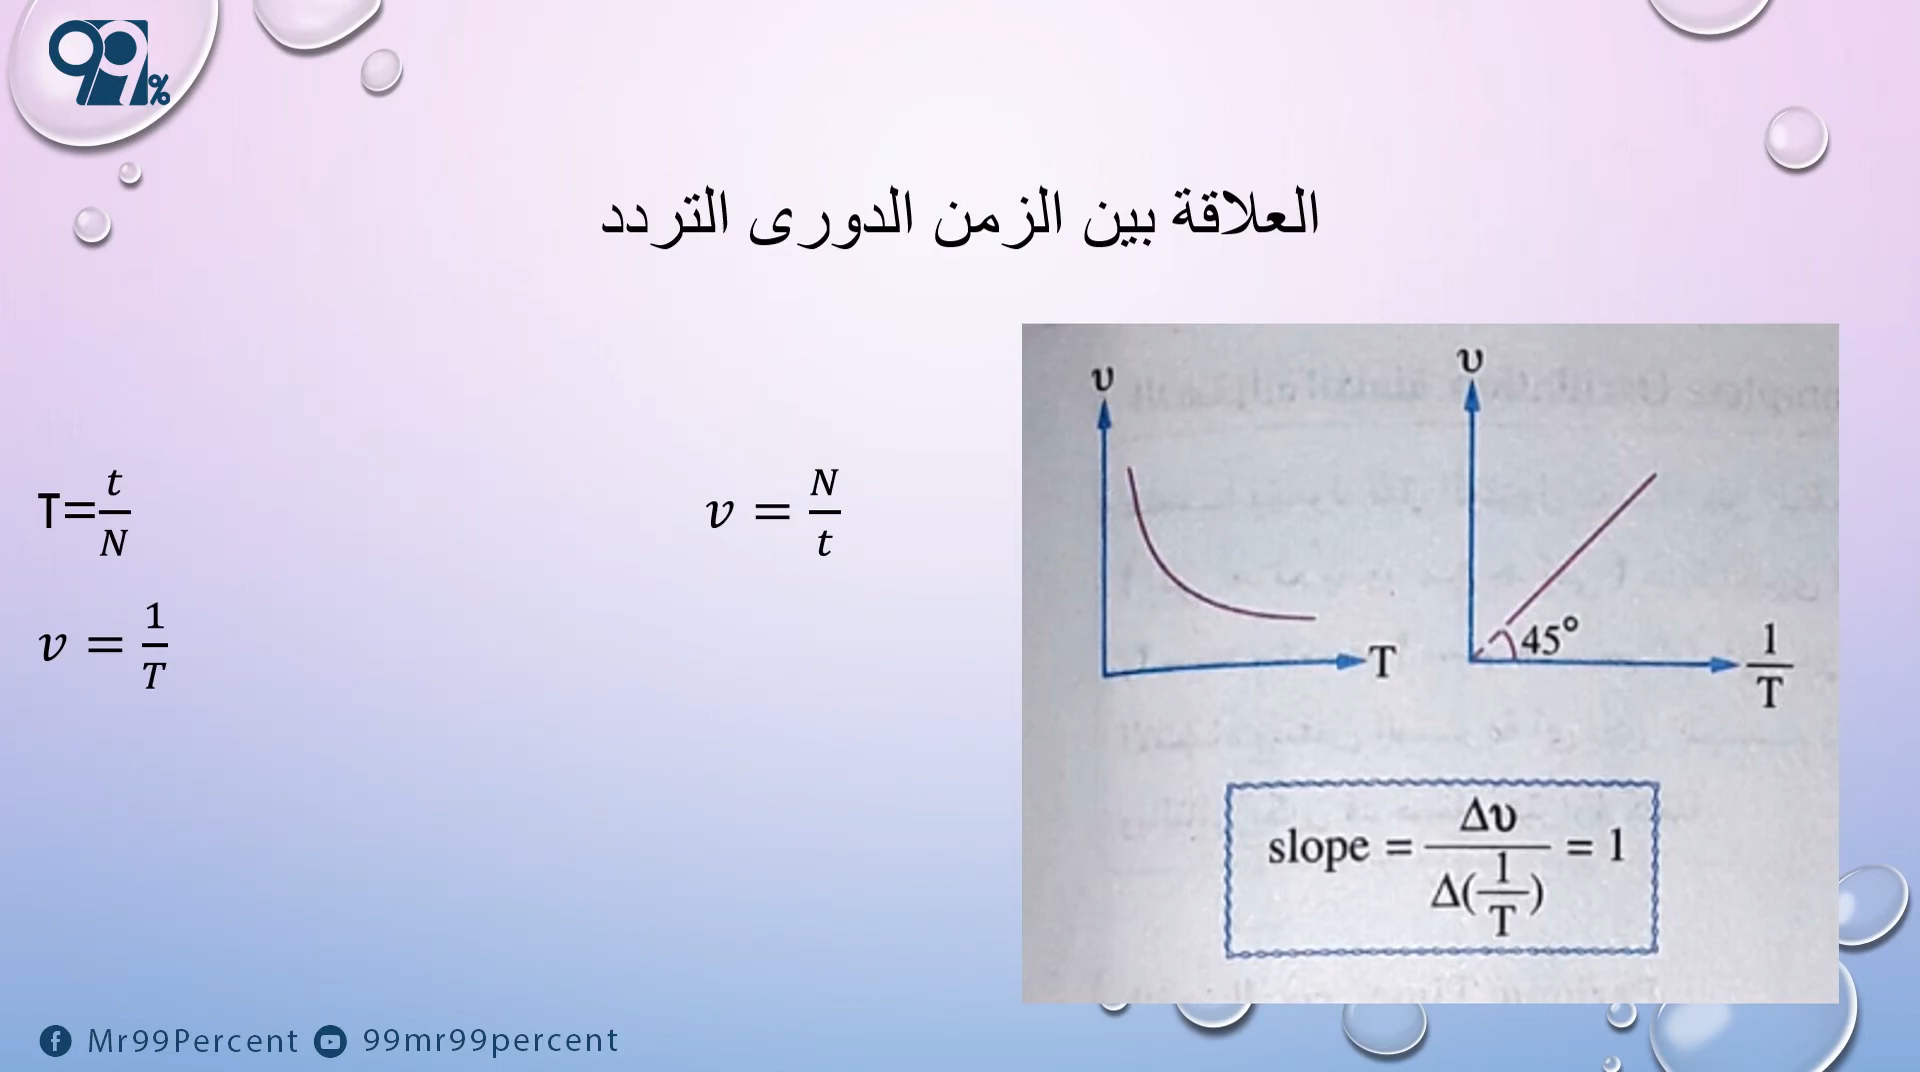 99%
العلاقة بين الزمن الدورى التردد
T=t/N
v = N/t
v = 1/T
υ
T
υ
45°
1/T
slope = Δυ/Δ(1/T) = 1
Mr99Percent 99mr99percent